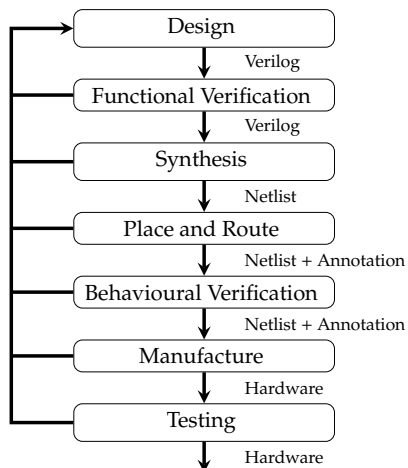 Design
Verilog
Functional Verification
Verilog
Synthesis
Netlist
Place and Route
Netlist + Annotation
Behavioural Verification
Netlist + Annotation
Manufacture
Hardware
Testing
Hardware